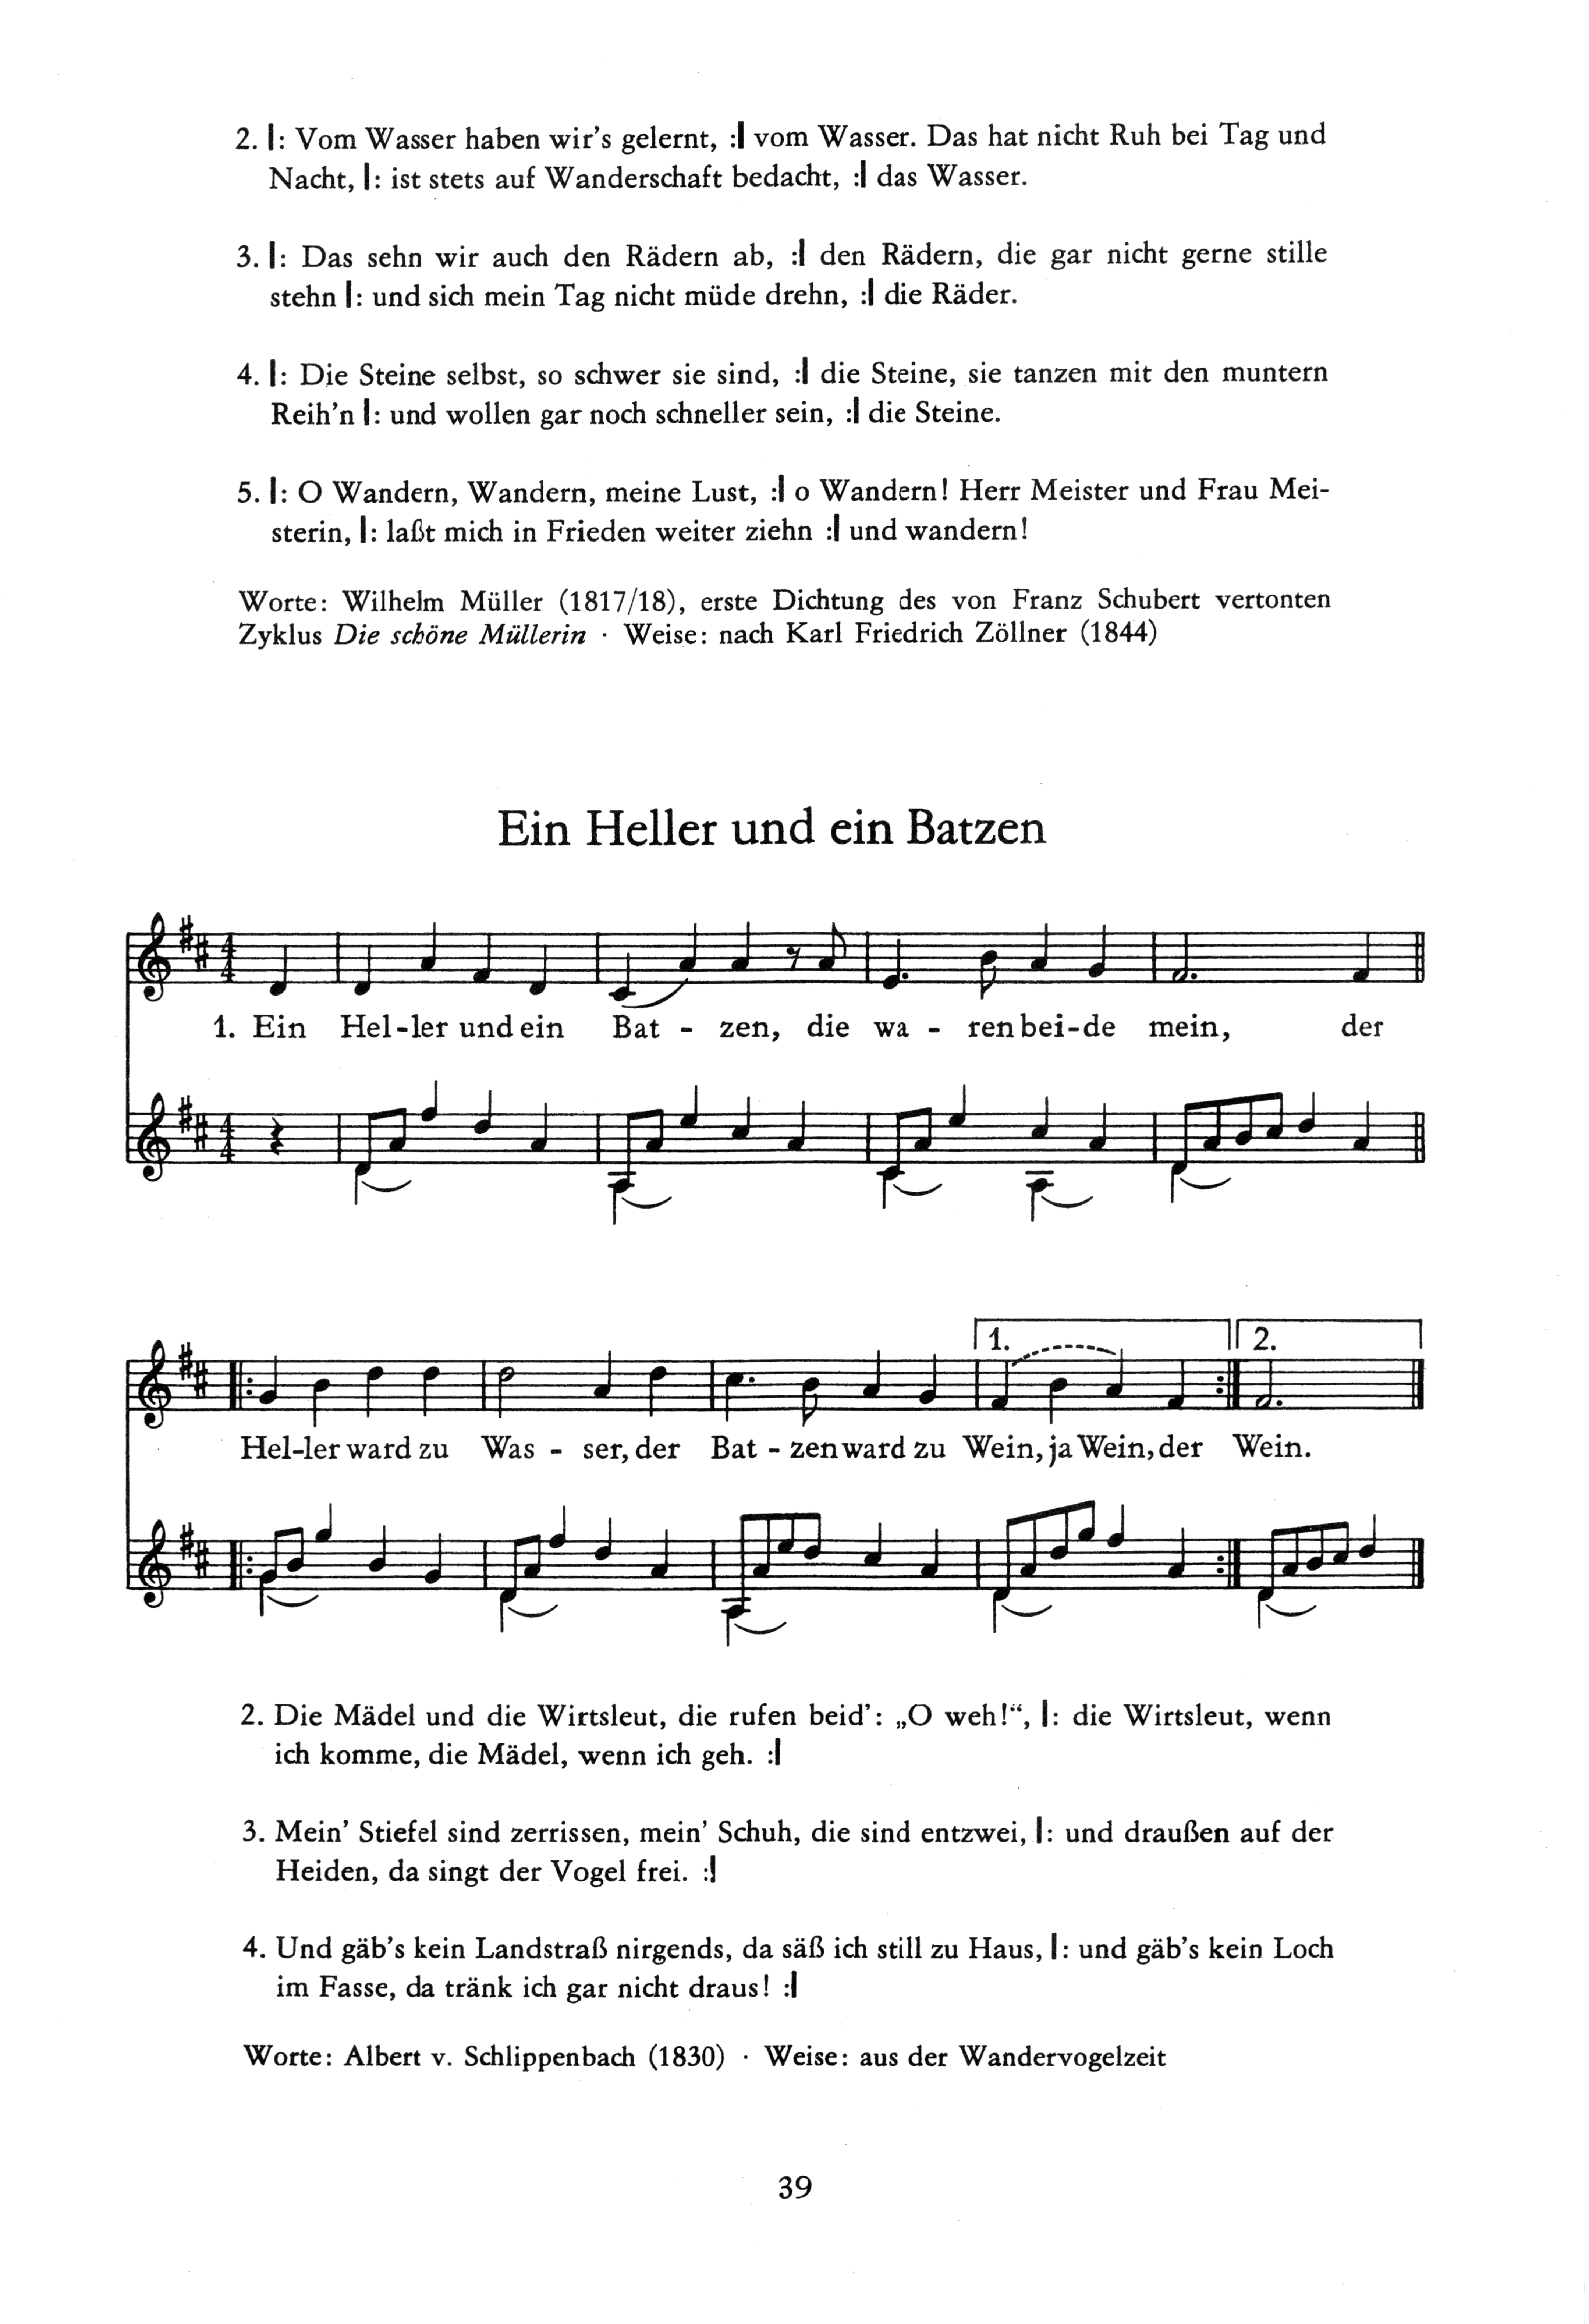 2. |: Vom Wasser haben wir's gelernt, :| vom Wasser. Das hat nicht Ruh bei Tag und
Nacht, |: ist stets auf Wanderschaft bedacht, :| das Wasser.
3. |: Das sehn wir auch den Rädern ab, :| den Rädern, die gar nicht gerne stille
stehn |: und sich mein Tag nicht müde drehn, :| die Räder.
4. |: Die Steine selbst, so schwer sie sind, :| die Steine, sie tanzen mit den muntern
Reih'n |: und wollen gar noch schneller sein, :| die Steine.
5. |: O Wandern, Wandern, meine Lust, :| o Wandern! Herr Meister und Frau Mei-
sterin, |: laßt mich in Frieden weiter ziehn :| und wandern!
Worte: Wilhelm Müller (1817/18), erste Dichtung des von Franz Schubert vertonten
Zyklus Die schöne Müllerin · Weise: nach Karl Friedrich Zöllner (1844)
Ein Heller und ein Batzen
1. Ein Hel-ler und ein Bat - zen, die wa - ren bei-de mein, der
1. 2.
Hel-ler ward zu Was - ser, der Bat - zen ward zu Wein, ja Wein, der Wein.
2. Die Mädel und die Wirtsleut, die rufen beid': „O weh!“, |: die Wirtsleut, wenn
ich komme, die Mädel, wenn ich geh. :|
3. Mein' Stiefel sind zerrissen, mein' Schuh, die sind entzwei, |: und draußen auf der
Heiden, da singt der Vogel frei. :|
4. Und gäb's kein Landstraß nirgends, da säß ich still zu Haus, |: und gäb's kein Loch
im Fasse, da tränk ich gar nicht draus! :|
Worte: Albert v. Schlippenbach (1830) · Weise: aus der Wandervogelzeit
39